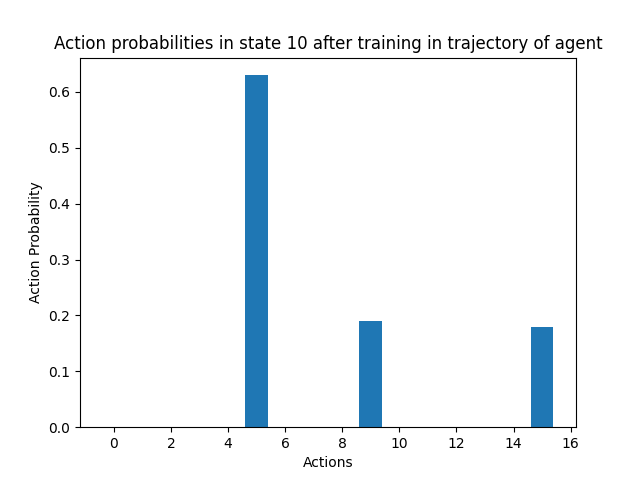 Action probabilities in state 10 after training in trajectory of agent
0.6
0.5
0.4
0.3
0.2
0.1
0.0
Action Probability
0 2 4 6 8 10 12 14 16
Actions